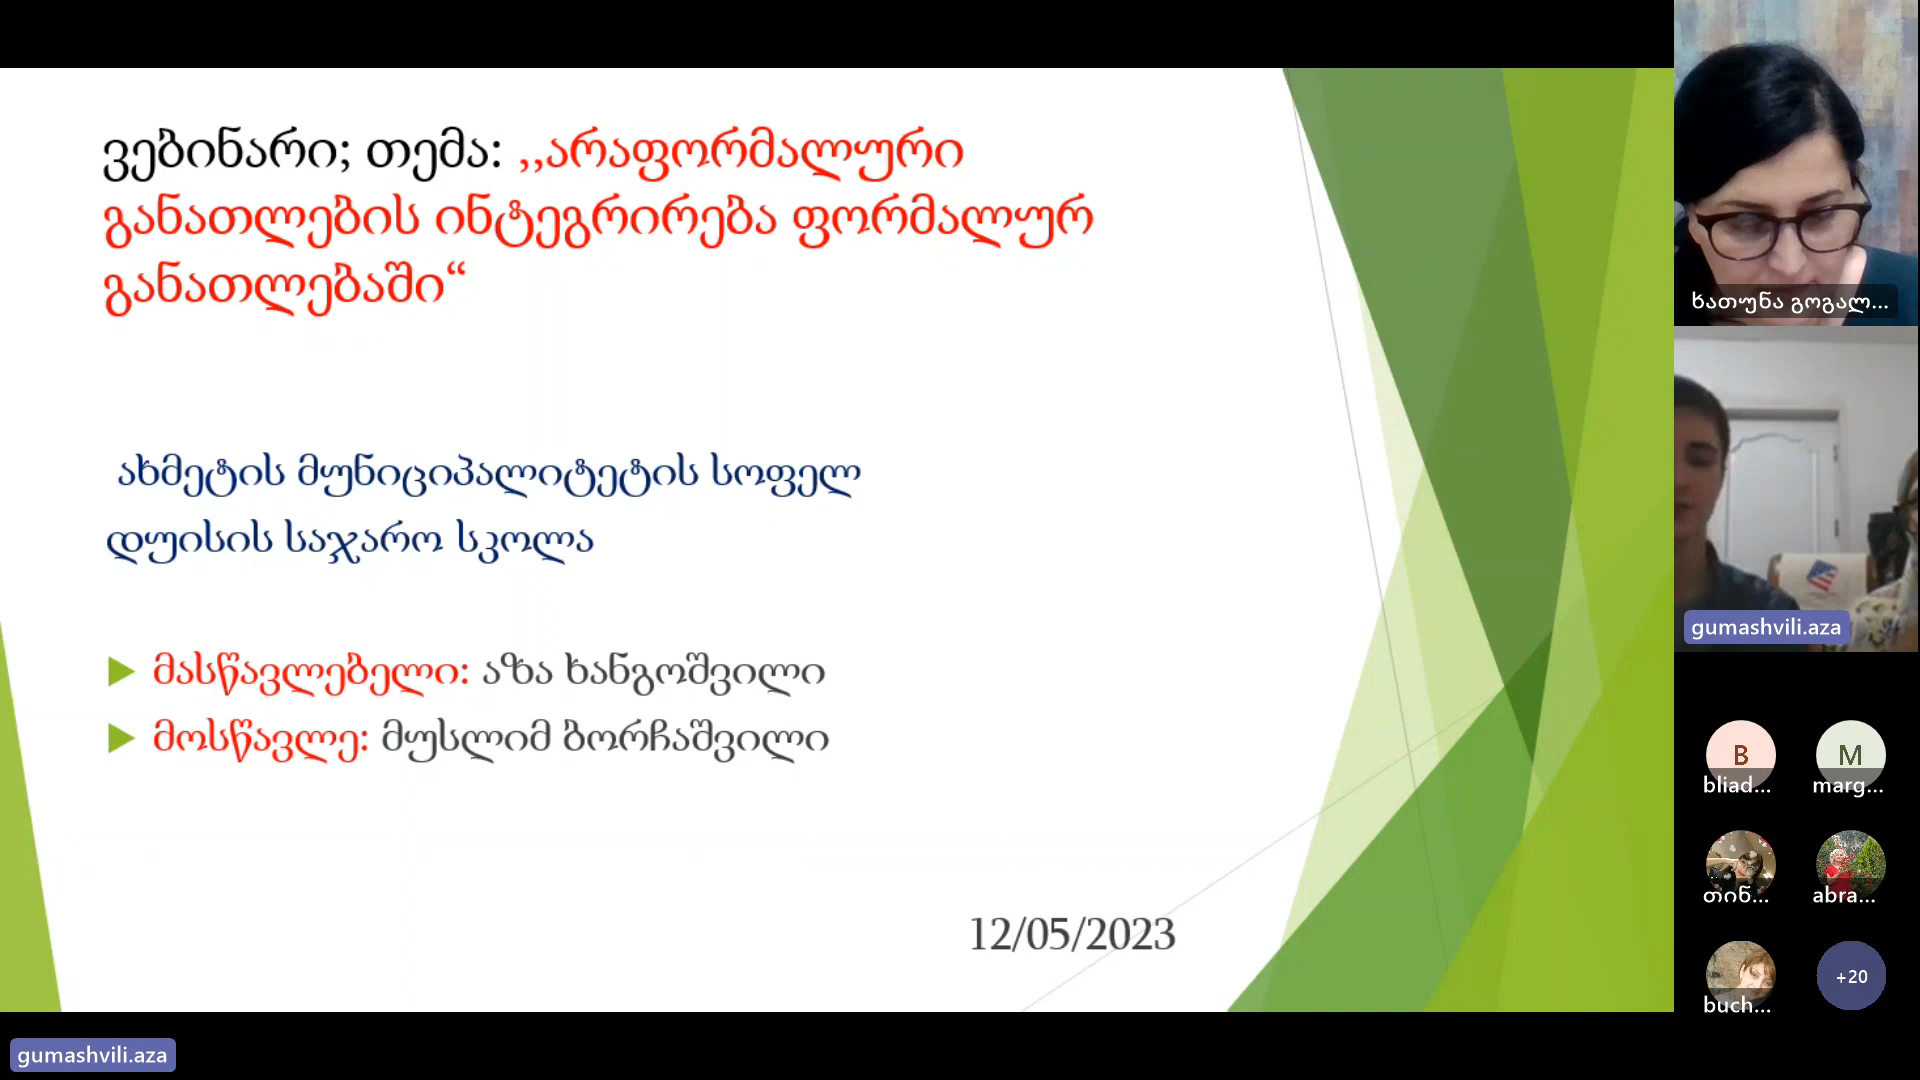 ვებინარი; თემა: ,,არაფორმალური
განათლების ინტეგრირება ფორმალურ
განათლებაში“
ახმეტის მუნიციპალიტეტის სოფელ
დუისის საჯარო სკოლა
მასწავლებელი: აზა ხანგოშვილი
მოსწავლე: მუსლიმ ბორჩაშვილი
12/05/2023
gumashvili.aza
ხათუნა გოგალ...
gumashvili.aza
B
M
bliad...
marg...
თინ...
abra...
buch...
+20